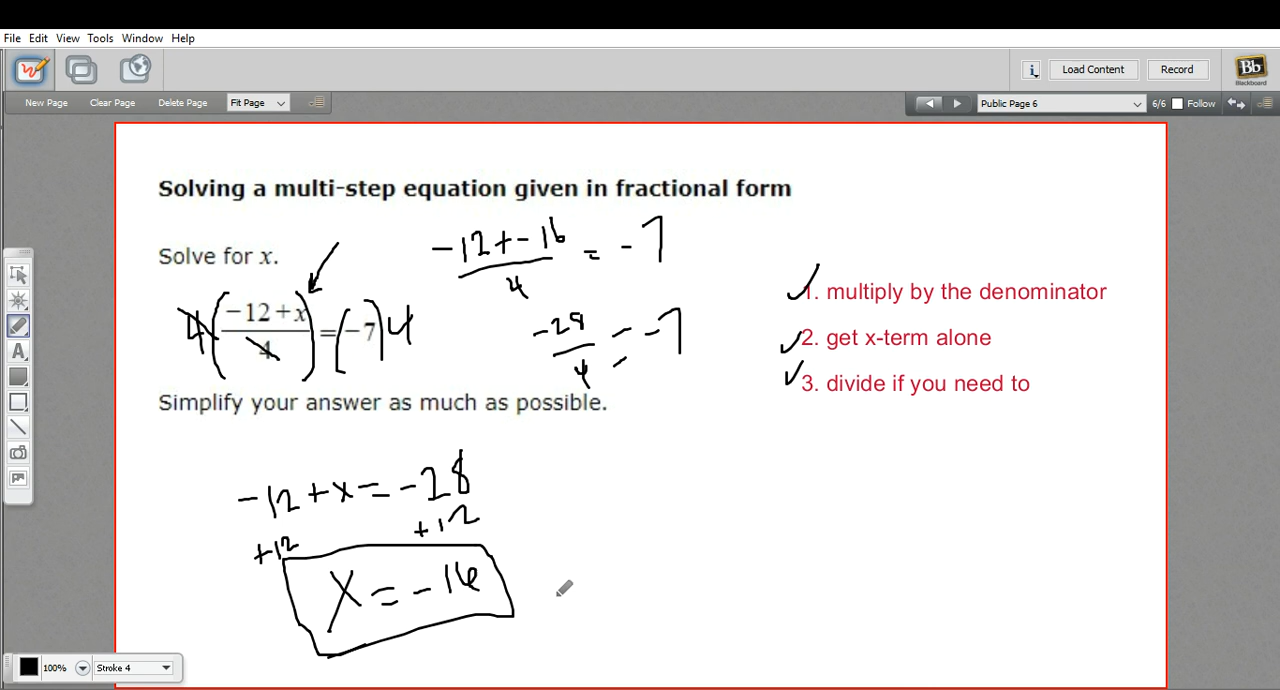 File Edit View Tools Window Help
i Load Content Record Bb
Blackboard
New Page Clear Page Delete Page Fit Page Public Page 6 6/6 Follow
Solving a multi-step equation given in fractional form
Solve for x.
-12+-16 = -7
4
4(-12+x) = (-7)4
4
-28 = -7
4
Simplify your answer as much as possible.
1. multiply by the denominator
2. get x-term alone
3. divide if you need to
-12+x=-28
+12 +12
x=-16
A
100% Stroke 4